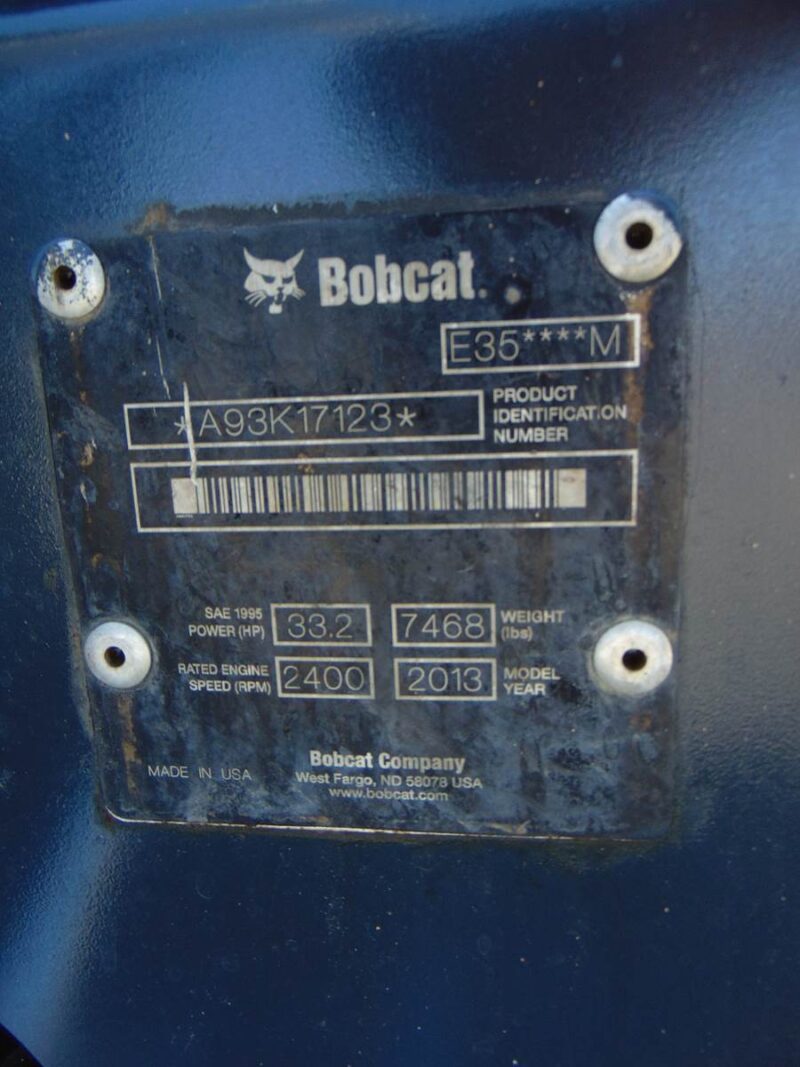 Bobcat
E35****M
*A93K17123*
PRODUCT
IDENTIFICATION
NUMBER
SAE 1995
POWER (HP)
33.2
7468
WEIGHT
(lbs)
RATED ENGINE
SPEED (RPM)
2400
2013
MODEL
YEAR
MADE IN USA
Bobcat Company
West Fargo, ND 58078 USA
www.bobcat.com